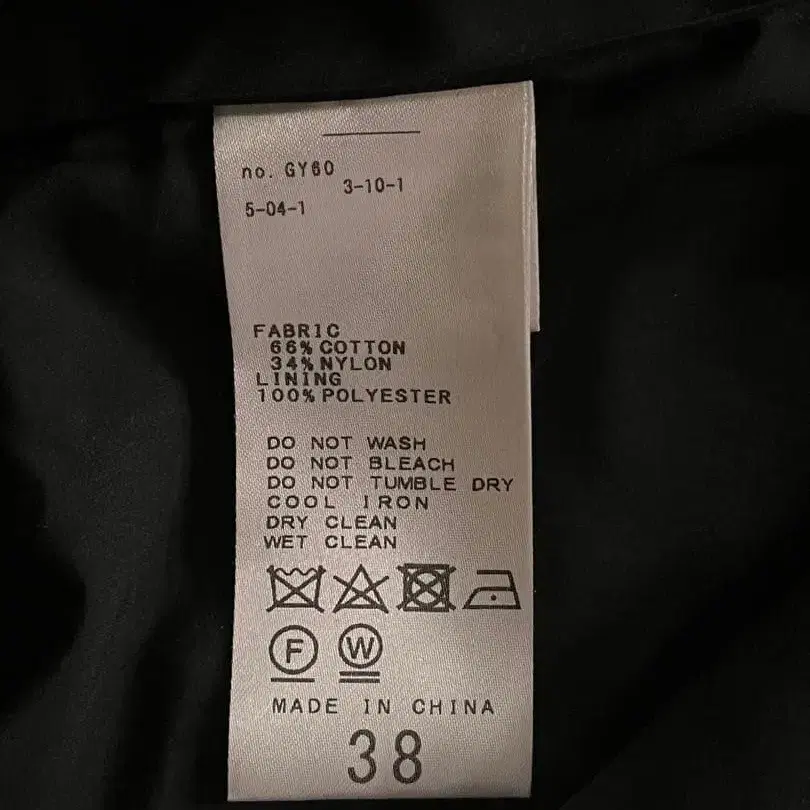 no. GY60
3-10-1
5-04-1
FABRIC
66% COTTON
34% NYLON
LINING
100% POLYESTER
DO NOT WASH
DO NOT BLEACH
DO NOT TUMBLE DRY
COOL IRON
DRY CLEAN
WET CLEAN
F W
MADE IN CHINA
38